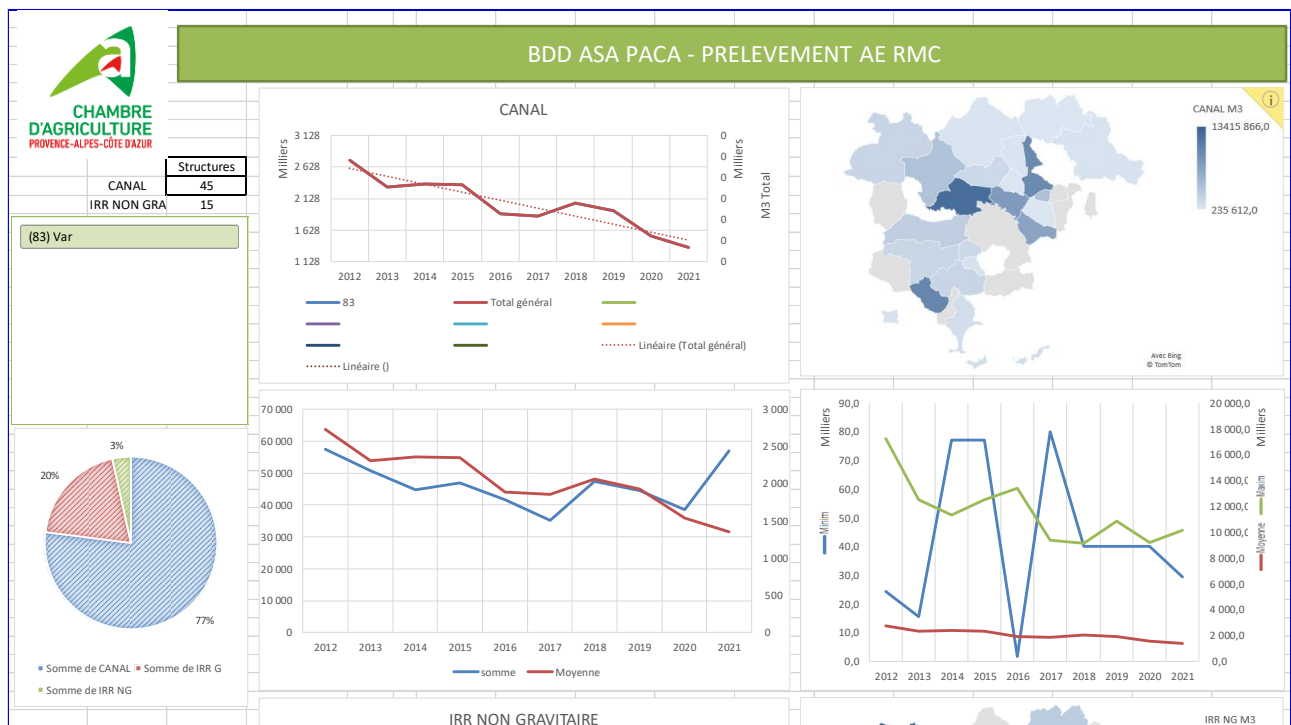 BDD ASA PACA - PRELEVEMENT AE RMC
CHAMBRE
D'AGRICULTURE
PROVENCE-ALPES-CÔTE D'AZUR
Structures
CANAL 45
IRR NON GRA 15
(83) Var
CANAL
Milliers
3 128
2 628
2 128
1 628
1 128
0
0
0
0
0
0
0
Milliers
M3 Total
2012 2013 2014 2015 2016 2017 2018 2019 2020 2021
83 Total général
Linéaire (Total général)
Linéaire ()
CANAL M3
13415 866,0
235 612,0
Avec Bing
© TomTom
3%
20%
77%
Somme de CANAL Somme de IRR G
Somme de IRR NG
70 000
60 000
50 000
40 000
30 000
20 000
10 000
0
3 000
2 500
2 000
1 500
1 000
500
0
2012 2013 2014 2015 2016 2017 2018 2019 2020 2021
somme Moyenne
90,0
80,0
70,0
60,0
50,0
40,0
30,0
20,0
10,0
0,0
Milliers
Minim
20 000,0
18 000,0
16 000,0
14 000,0
12 000,0
10 000,0
8 000,0
6 000,0
4 000,0
2 000,0
0,0
Milliers
Maxim
Moyenne
2012 2013 2014 2015 2016 2017 2018 2019 2020 2021
IRR NON GRAVITAIRE
IRR NG M3